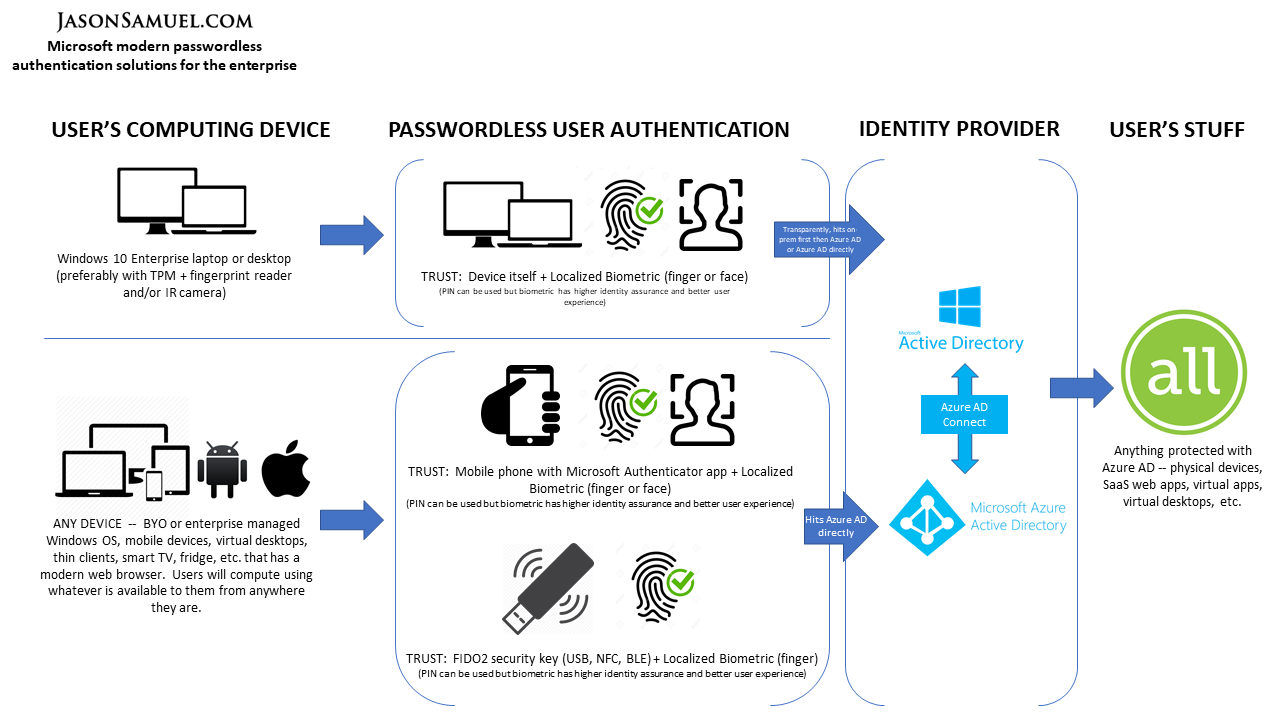 JASONSAMUEL.COM
Microsoft modern passwordless
authentication solutions for the enterprise
USER'S COMPUTING DEVICE
PASSWORDLESS USER AUTHENTICATION
IDENTITY PROVIDER
USER'S STUFF
Windows 10 Enterprise laptop or desktop
(preferably with TPM + fingerprint reader
and/or IR camera)
TRUST: Device itself + Localized Biometric (finger or face)
(PIN can be used but biometric has higher identity assurance and better user
experience)
Transparently, hits on-
prem first then Azure AD
or Azure AD directly
Microsoft
Active Directory
Azure AD
Connect
Microsoft Azure
Active Directory
all
Anything protected with
Azure AD -- physical devices,
SaaS web apps, virtual apps,
virtual desktops, etc.
ANY DEVICE -- BYO or enterprise managed
Windows OS, mobile devices, virtual desktops,
thin clients, smart TV, fridge, etc. that has a
modern web browser. Users will compute using
whatever is available to them from anywhere
they are.
TRUST: Mobile phone with Microsoft Authenticator app + Localized
Biometric (finger or face)
(PIN can be used but biometric has higher identity assurance and better user experience)
Hits Azure AD
directly
TRUST: FIDO2 security key (USB, NFC, BLE) + Localized Biometric (finger)
(PIN can be used but biometric has higher identity assurance and better user experience)